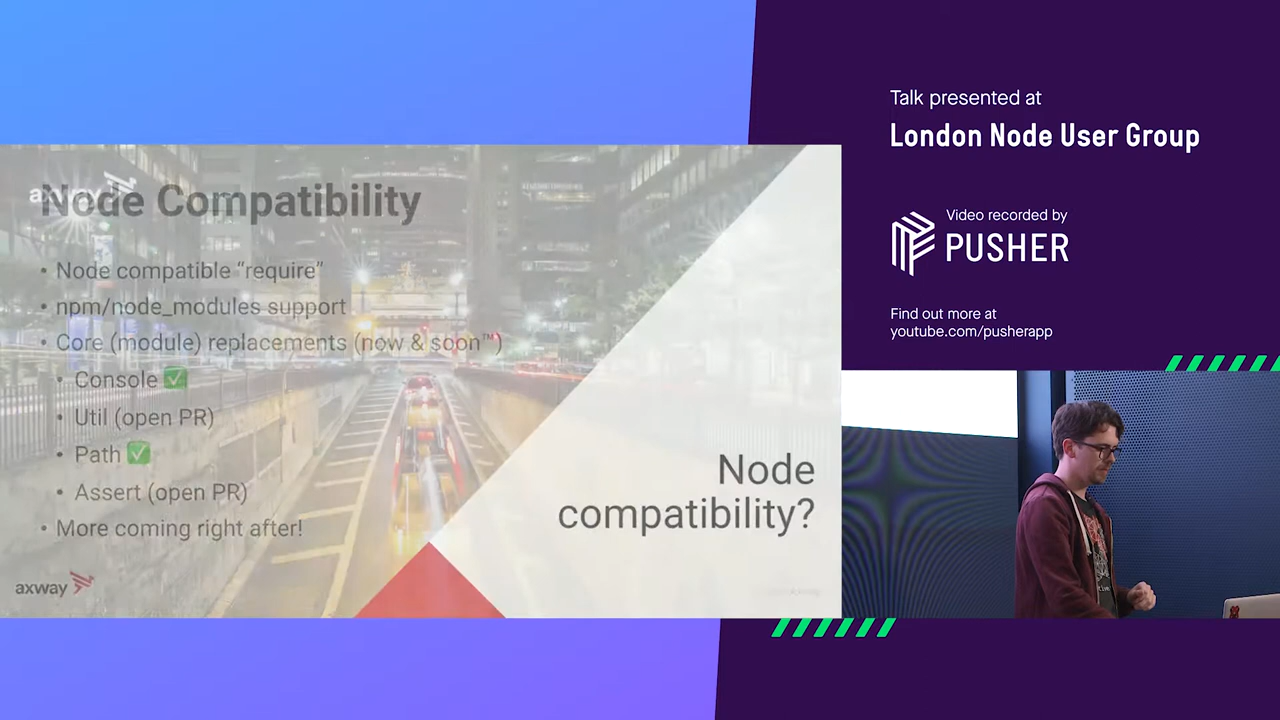 axway
Node Compatibility
• Node compatible “require”
• npm/node_modules support
• Core (module) replacements (now & soon™)
• Console ✅
• Util (open PR)
• Path ✅
• Assert (open PR)
• More coming right after!
axway
Node
compatibility?
Talk presented at
London Node User Group
Video recorded by
PUSHER
Find out more at
youtube.com/pusherapp